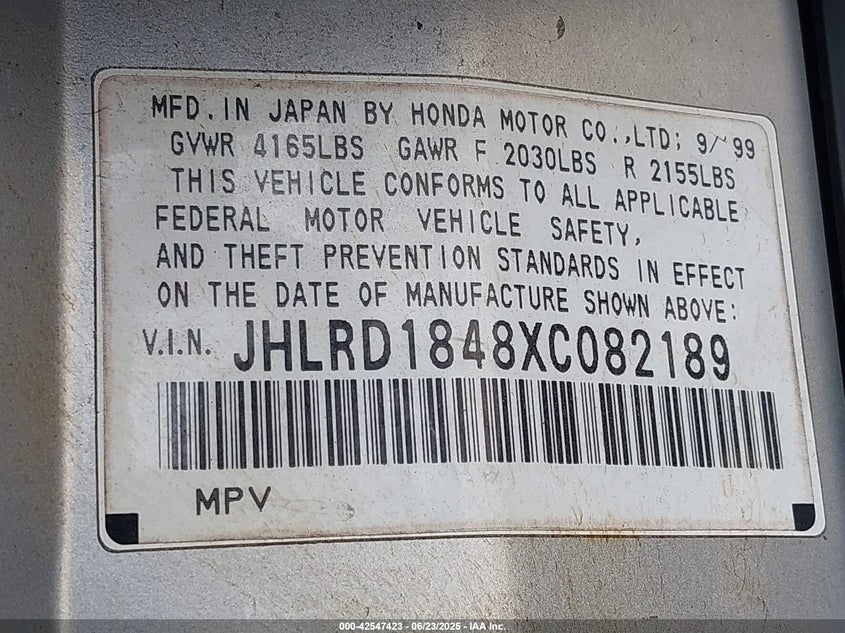 MFD. IN JAPAN BY HONDA MOTOR CO.,LTD; 9/'99
GVWR 4165LBS GAWR F 2030LBS R 2155LBS
THIS VEHICLE CONFORMS TO ALL APPLICABLE
FEDERAL MOTOR VEHICLE SAFETY,
AND THEFT PREVENTION STANDARDS IN EFFECT
ON THE DATE OF MANUFACTURE SHOWN ABOVE:
V.I.N. JHLRD1848XC082189
MPV
000-42547423 - 06/23/2025 - IAA Inc.